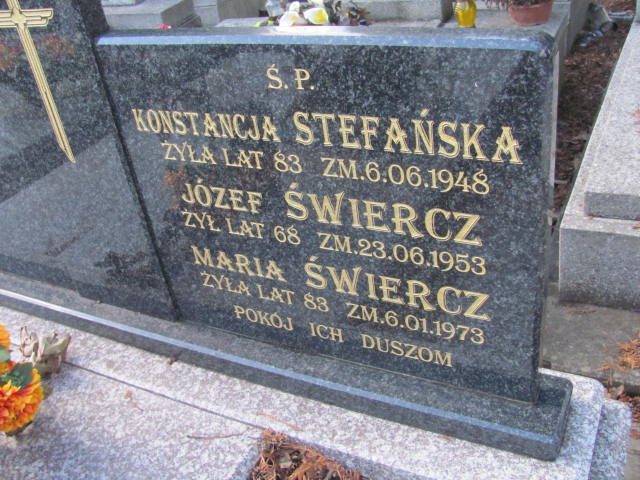 Ś.P.
KONSTANCJA STEFAŃSKA
ŻYŁA LAT 83 ZM.6.06.1948
JÓZEF ŚWIERCZ
ŻYŁ LAT 68 ZM.23.06.1953
MARIA ŚWIERCZ
ŻYŁA LAT 83 ZM.6.01.1973
POKÓJ ICH DUSZOM